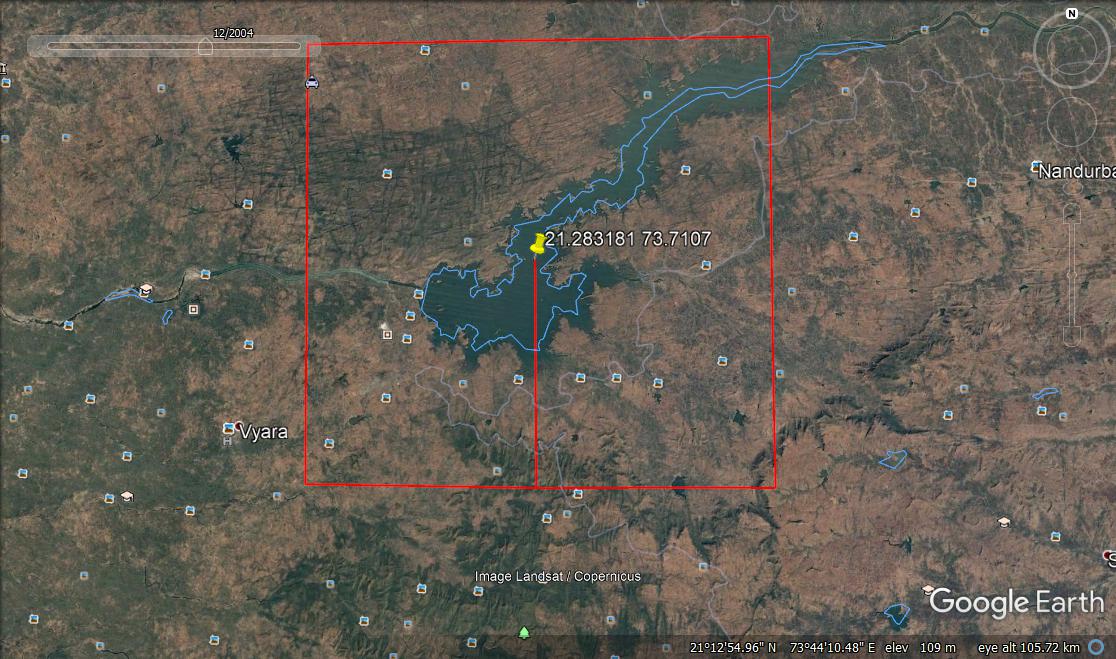 12/2004
N
Nandurba
21.283181 73.7107
Vyara
H
S
Image Landsat / Copernicus
Google Earth
21°12'54.96" N 73°44'10.48" E elev 109 m eye alt 105.72 km